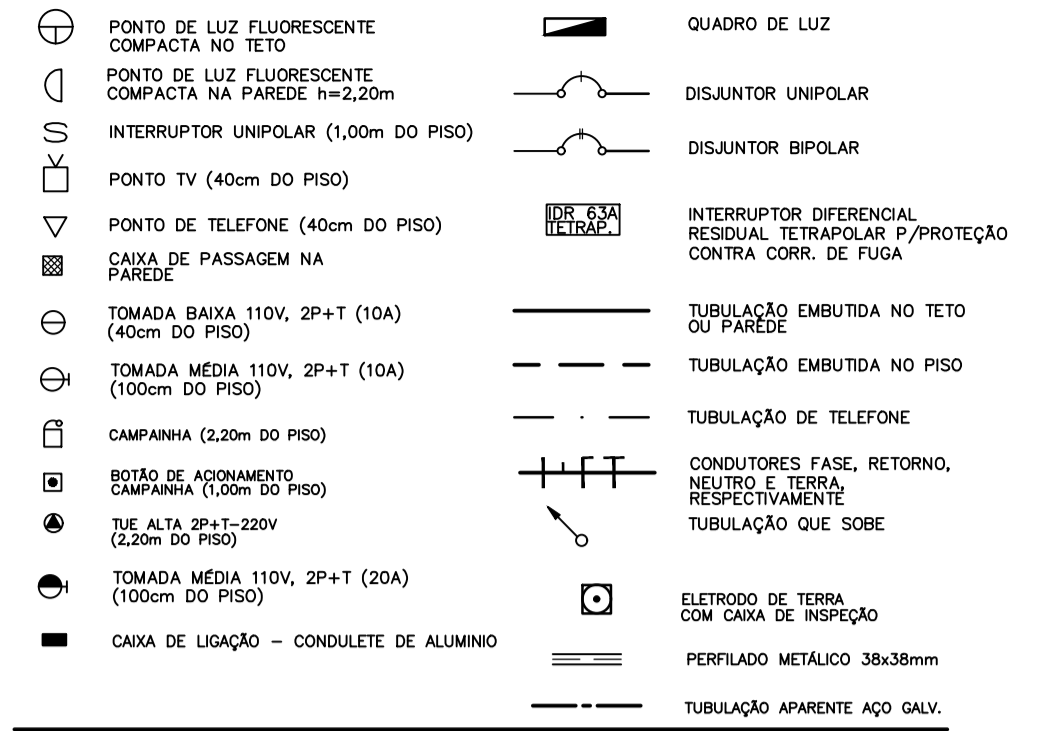 PONTO DE LUZ FLUORESCENTE
COMPACTA NO TETO
PONTO DE LUZ FLUORESCENTE
COMPACTA NA PAREDE h=2,20m
INTERRUPTOR UNIPOLAR (1,00m DO PISO)
PONTO TV (40cm DO PISO)
PONTO DE TELEFONE (40cm DO PISO)
CAIXA DE PASSAGEM NA
PAREDE
TOMADA BAIXA 110V, 2P+T (10A)
(40cm DO PISO)
TOMADA MÉDIA 110V, 2P+T (10A)
(100cm DO PISO)
CAMPAINHA (2,20m DO PISO)
BOTÃO DE ACIONAMENTO
CAMPAINHA (1,00m DO PISO)
TUE ALTA 2P+T-220V
(2,20m DO PISO)
TOMADA MÉDIA 110V, 2P+T (20A)
(100cm DO PISO)
CAIXA DE LIGAÇÃO - CONDULETE DE ALUMINIO
QUADRO DE LUZ
DISJUNTOR UNIPOLAR
DISJUNTOR BIPOLAR
IDR 63A
TETRAP.
INTERRUPTOR DIFERENCIAL
RESIDUAL TETRAPOLAR P/PROTEÇÃO
CONTRA CORR. DE FUGA
TUBULAÇÃO EMBUTIDA NO TETO
OU PAREDE
TUBULAÇÃO EMBUTIDA NO PISO
TUBULAÇÃO DE TELEFONE
CONDUTORES FASE, RETORNO,
NEUTRO E TERRA,
RESPECTIVAMENTE
TUBULAÇÃO QUE SOBE
ELETRODO DE TERRA
COM CAIXA DE INSPEÇÃO
PERFILADO METÁLICO 38x38mm
TUBULAÇÃO APARENTE AÇO GALV.